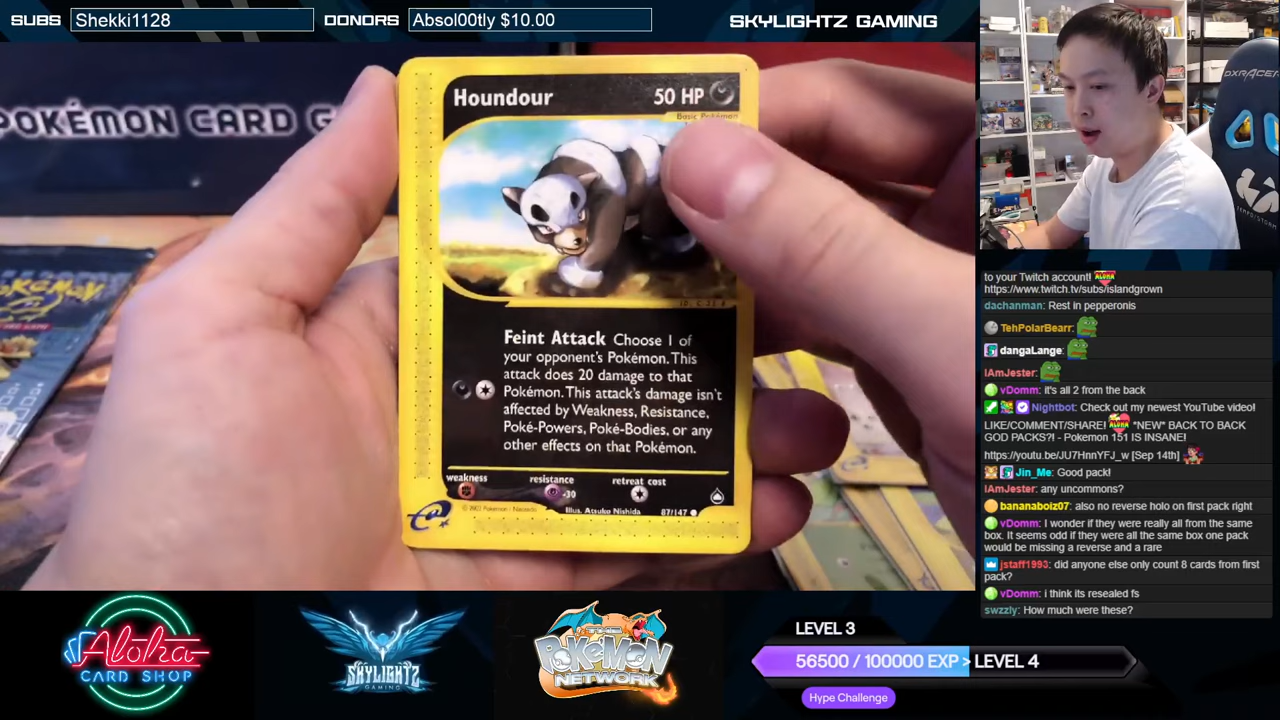 SUBS Shekki1128 DONORS Absol00tly $10.00 SKYLIGHTZ GAMING
POKÉMON CARD G
Houndour 50 HP
Basic Pokémon
DXRACER
Feint Attack Choose 1 of
your opponent's Pokémon. This
attack does 20 damage to that
Pokémon. This attack's damage isn't
affected by Weakness, Resistance,
Poké-Powers, Poké-Bodies, or any
other effects on that Pokémon.
weakness resistance retreat cost
-30
Illus. Atsuko Nishida 87/147
to your Twitch account! ALOHA
https://www.twitch.tv/subs/islandgrown
dachanman: Rest in pepperonis
TehPolarBearr:
dangaLange:
IAmJester:
vDomm: it's all 2 from the back
Nightbot: Check out my newest YouTube video!
LIKE/COMMENT/SHARE! ALOHA *NEW* BACK TO BACK
GOD PACKS?! - Pokemon 151 IS INSANE!
https://youtu.be/JU7HnnYFJ_w [Sep 14th]
Jin_Me: Good pack!
IAmJester: any uncommons?
bananaboiz07: also no reverse holo on first pack right
vDomm: I wonder if they were really all from the same
box. It seems odd if they were all the same box one pack
would be missing a reverse and a rare
jstaff1993: did anyone else only count 8 cards from first
pack?
vDomm: i think its resealed fs
swzzly: How much were these?
Aloha
CARD SHOP
SKYLIGHTZ
GAMING
THE
POKÉMON
NETWORK
LEVEL 3
56500 / 100000 EXP > LEVEL 4
Hype Challenge